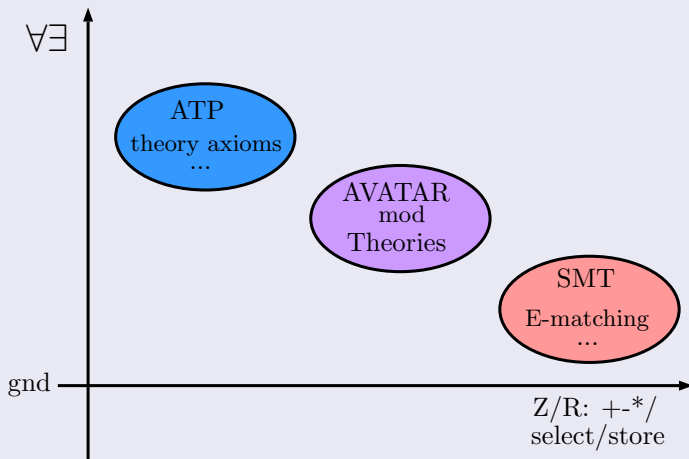 ∀∃
ATP
theory axioms
...
AVATAR
mod
Theories
SMT
E-matching
...
gnd
Z/R: +-*/
select/store